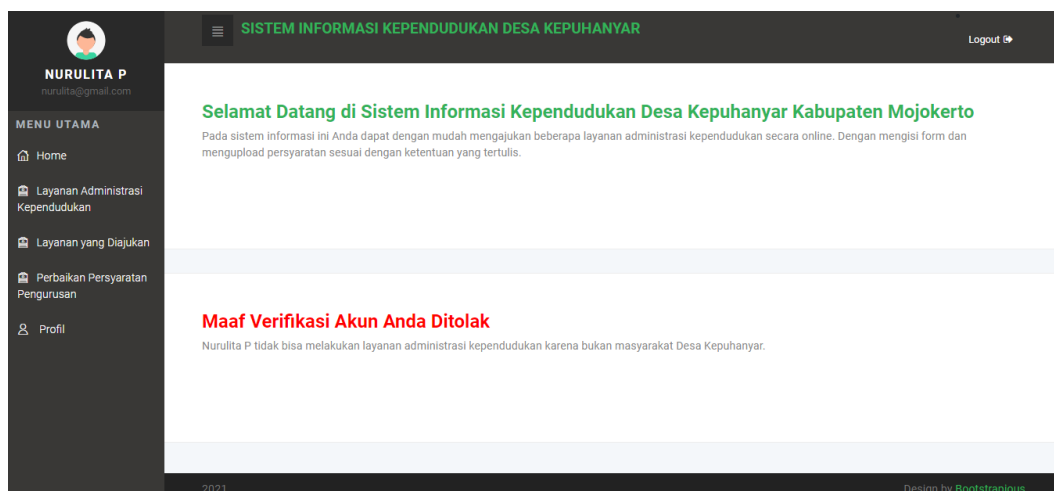 SISTEM INFORMASI KEPENDUDUKAN DESA KEPUHANYAR
Logout
NURULITA P
nurulita@gmail.com
MENU UTAMA
Home
Layanan Administrasi
Kependudukan
Layanan yang Diajukan
Perbaikan Persyaratan
Pengurusan
Profil
Selamat Datang di Sistem Informasi Kependudukan Desa Kepuhanyar Kabupaten Mojokerto
Pada sistem informasi ini Anda dapat dengan mudah mengajukan beberapa layanan administrasi kependudukan secara online. Dengan mengisi form dan
mengupload persyaratan sesuai dengan ketentuan yang tertulis.
Maaf Verifikasi Akun Anda Ditolak
Nurulita P tidak bisa melakukan layanan administrasi kependudukan karena bukan masyarakat Desa Kepuhanyar.
2021
Design by Bootstrapious